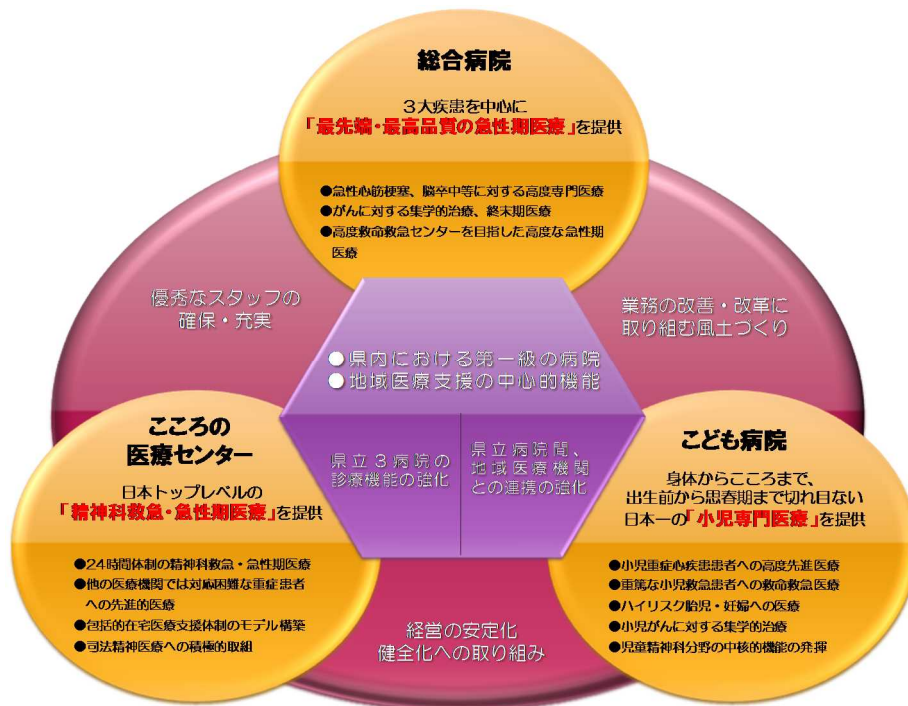 総合病院
3大疾患を中心に
「最先端・最高品質の急性期医療」を提供
●急性心筋梗塞、脳卒中等に対する高度専門医療
●がんに対する集学的治療、終末期医療
●高度救命救急センターを目指した高度な急性期
医療
優秀なスタッフの
確保・充実
業務の改善・改革に
取り組む風土づくり
●県内における第一級の病院
●地域医療支援の中心的機能
県立3病院の
診療機能の強化
県立病院間、
地域医療機関
との連携の強化
こころの
医療センター
日本トップレベルの
「精神科救急・急性期医療」を提供
●24時間体制の精神科救急・急性期医療
●他の医療機関では対応困難な重症患者
への先進的医療
●包括的在宅医療支援体制のモデル構築
●司法精神医療への積極的取組
こども病院
身体からこころまで、
出生前から思春期まで切れ目ない
日本一の「小児専門医療」を提供
●小児重症心疾患患者への高度先進医療
●重篤な小児救急患者への救命救急医療
●ハイリスク胎児・妊婦への医療
●小児がんに対する集学的治療
●児童精神科分野の中核的機能の発揮
経営の安定化
健全化への取り組み